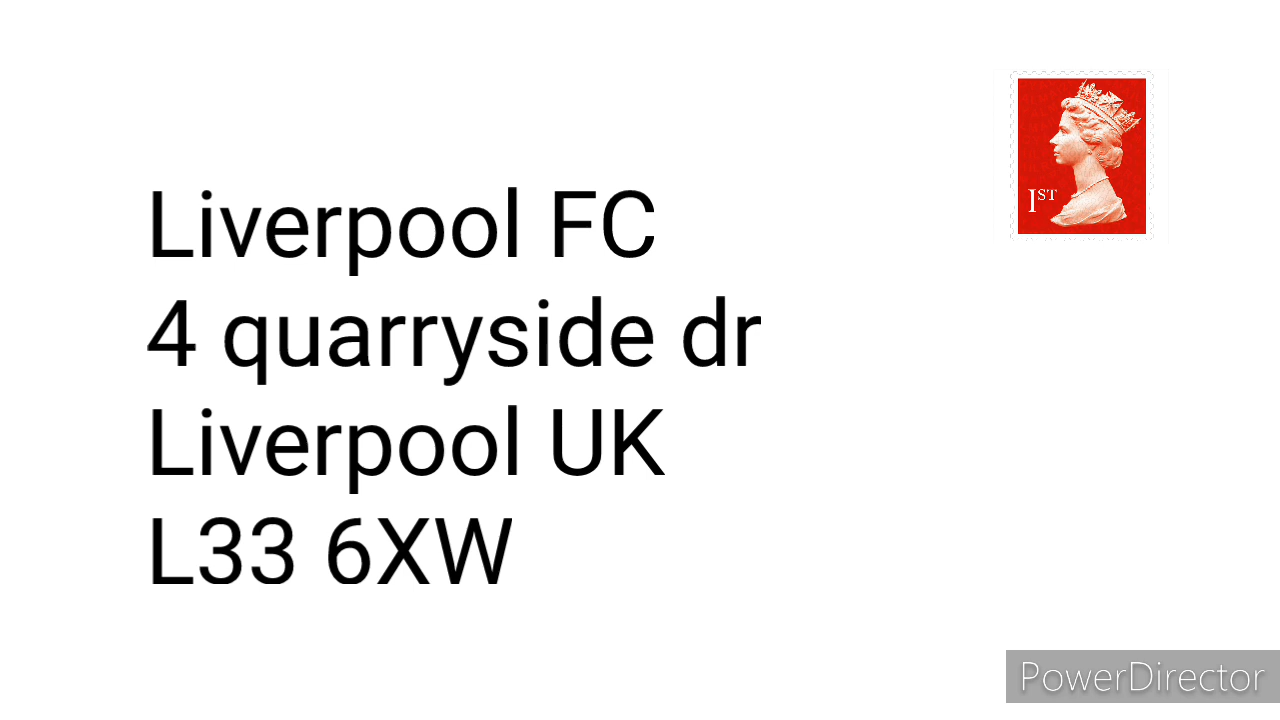 Liverpool FC
4 quarryside dr
Liverpool UK
L33 6XW
1ST
PowerDirector